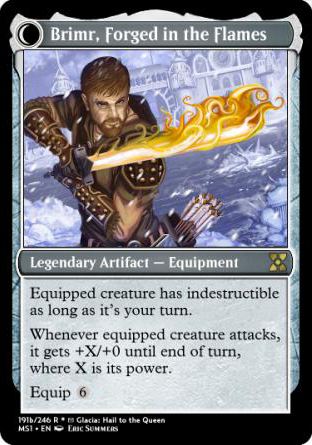 Brimr, Forged in the Flames
Legendary Artifact — Equipment
Equipped creature has indestructible
as long as it's your turn.
Whenever equipped creature attacks,
it gets +X/+0 until end of turn,
where X is its power.
Equip 6
191b/246 R * Glacia: Hail to the Queen
MS1 • EN Eric Summers